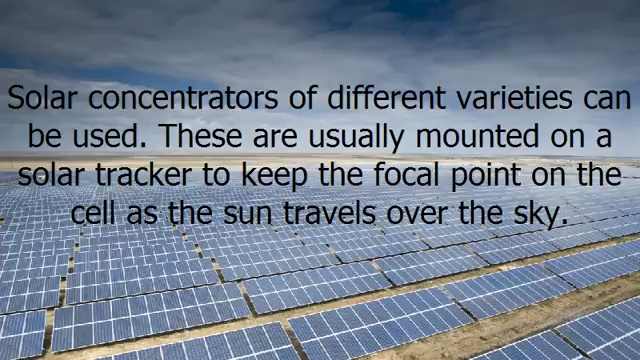 Solar concentrators of different varieties can
be used. These are usually mounted on a
solar tracker to keep the focal point on the
cell as the sun travels over the sky.